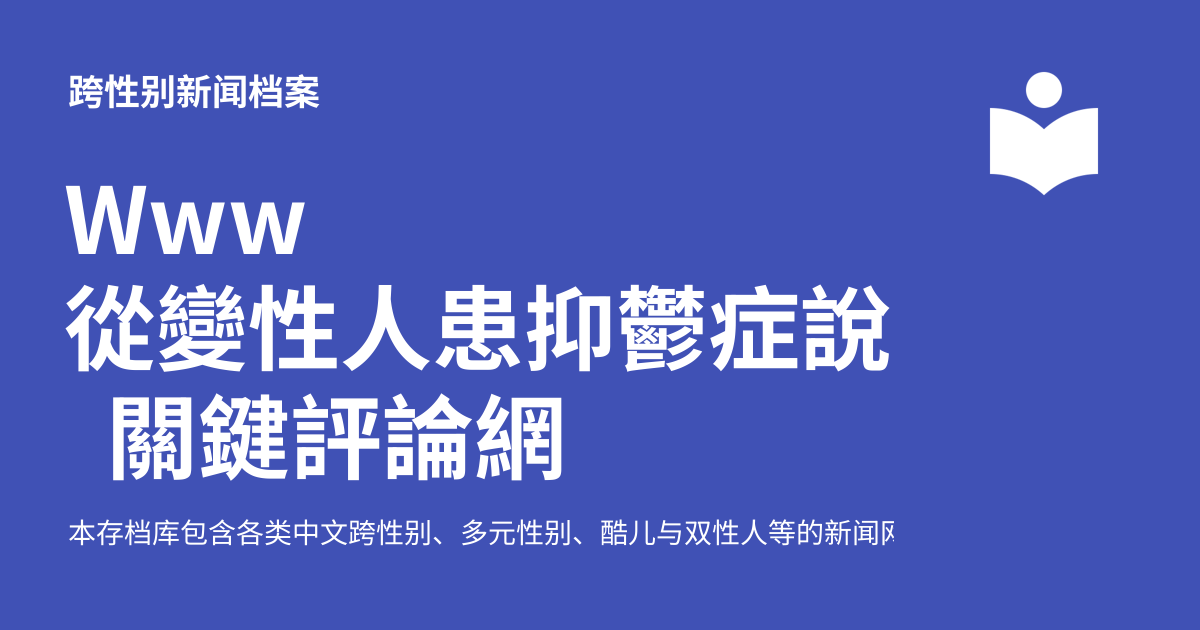 跨性别新闻档案
Www
從變性人患抑鬱症說
關鍵評論網
本存档库包含各类中文跨性别、多元性别、酷儿与双性人等的新闻网